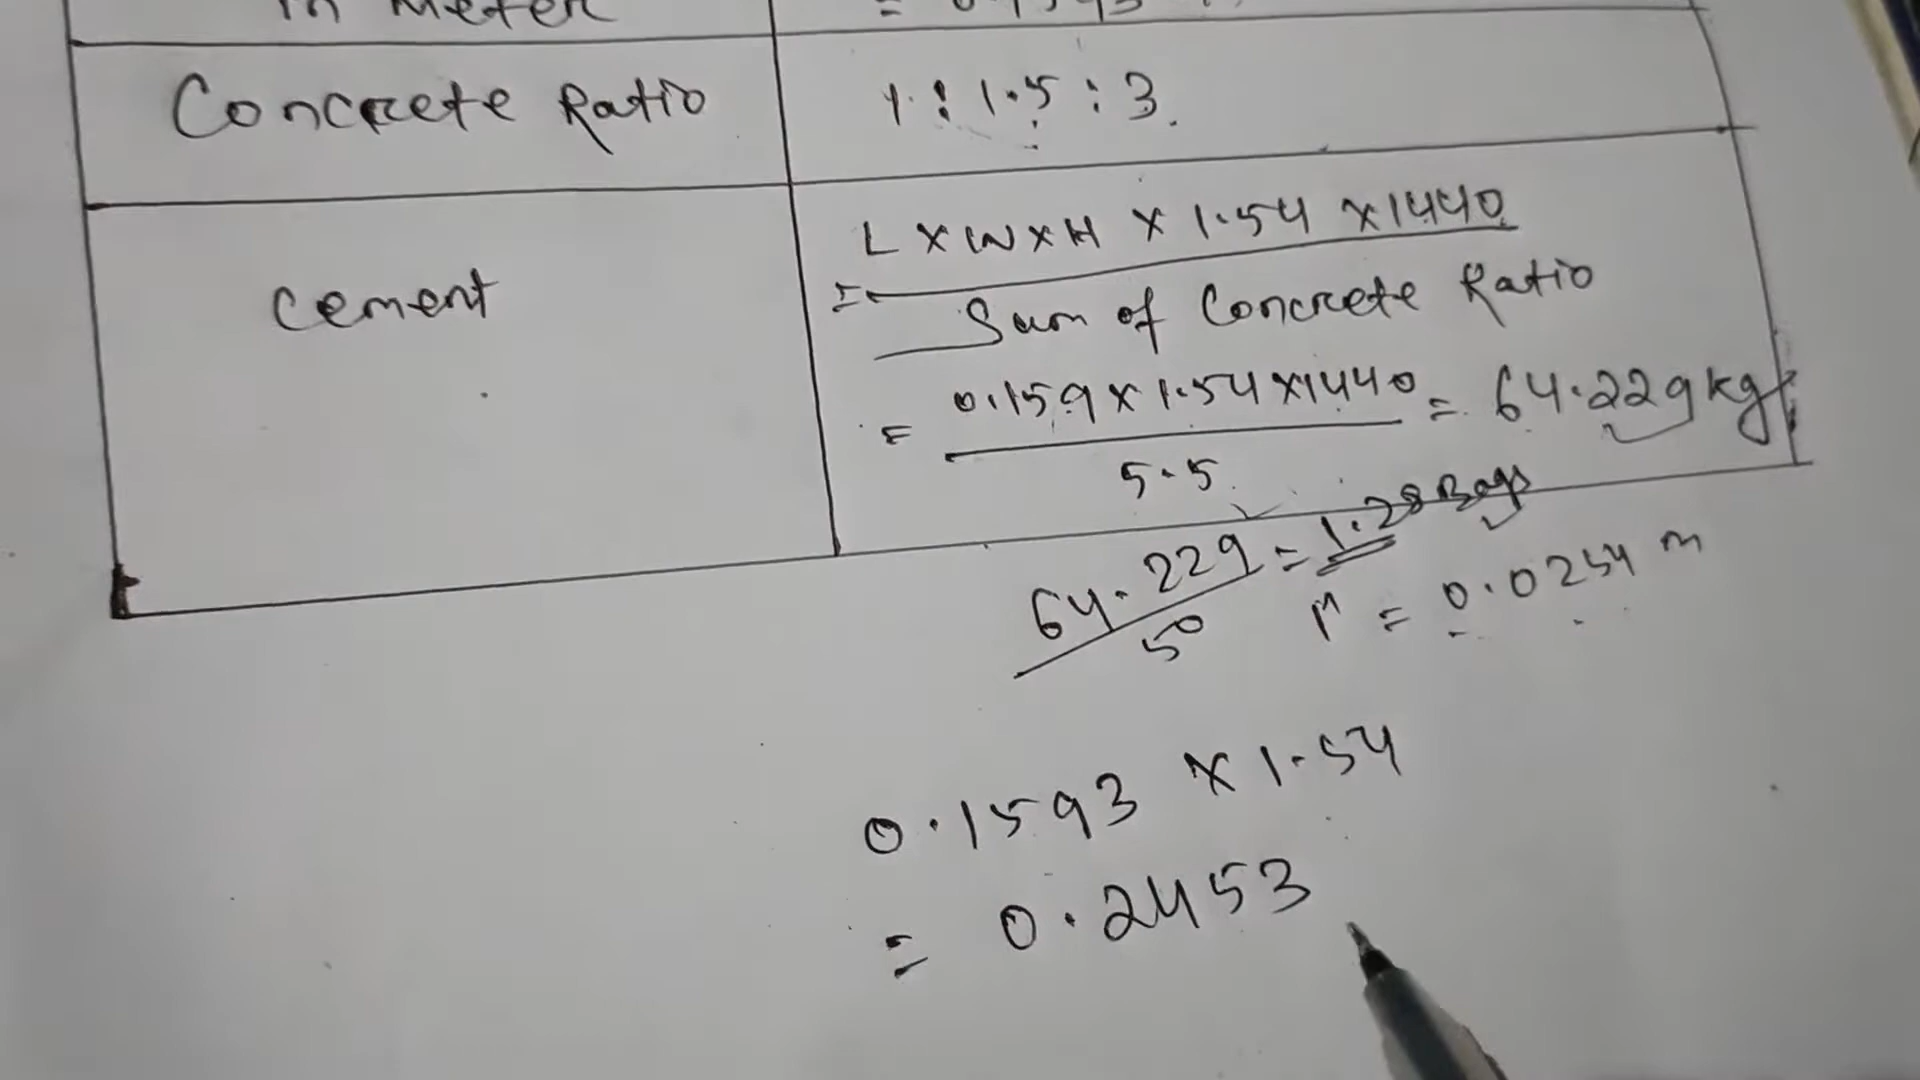 in Meter
Concrete Ratio
1 : 1.5 : 3
Cement
L x W x H x 1.54 x 1440
=
Sum of Concrete Ratio
= 0.159 x 1.54 x 1440 = 64.229 kg
5.5
64.229 = 1.28 Bags
50
1" = 0.0254 m
0.1593 x 1.54
= 0.2453